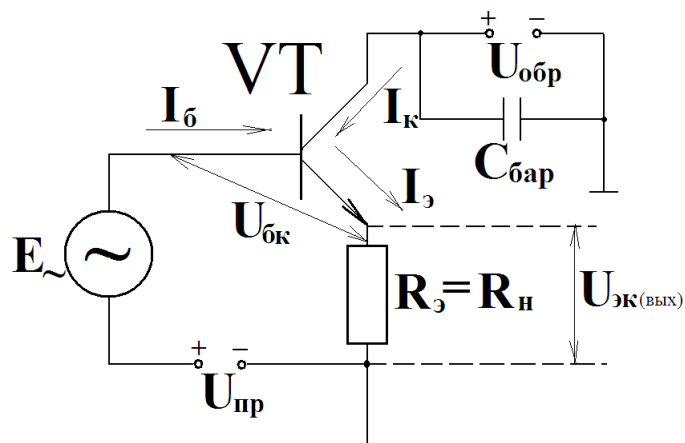 + −
VT
Uобр
Iб
Iк
Cбар
Iэ
Uбк
E~
~
Rэ=Rн
Uэк(вых)
+ −
Uпр